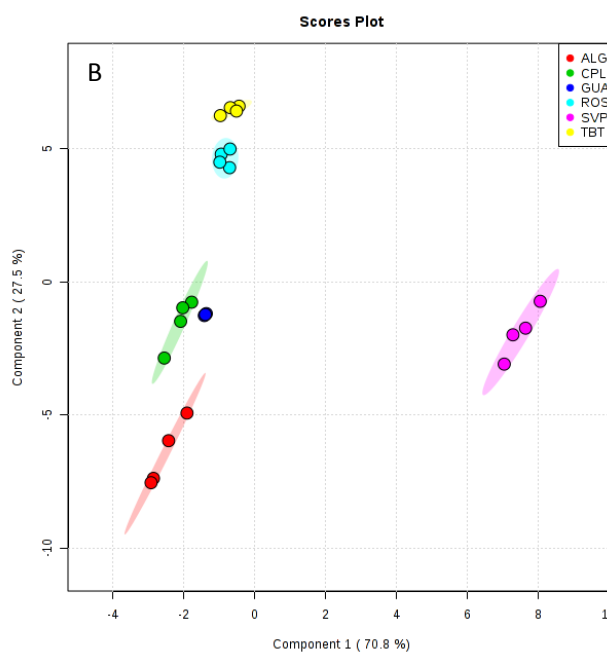 Scores Plot
B
ALG
CPL
GUA
ROS
SVP
TBT
5
0
-5
-10
Component 2 ( 27.5 %)
-4
-2
0
2
4
6
8
Component 1 ( 70.8 %)